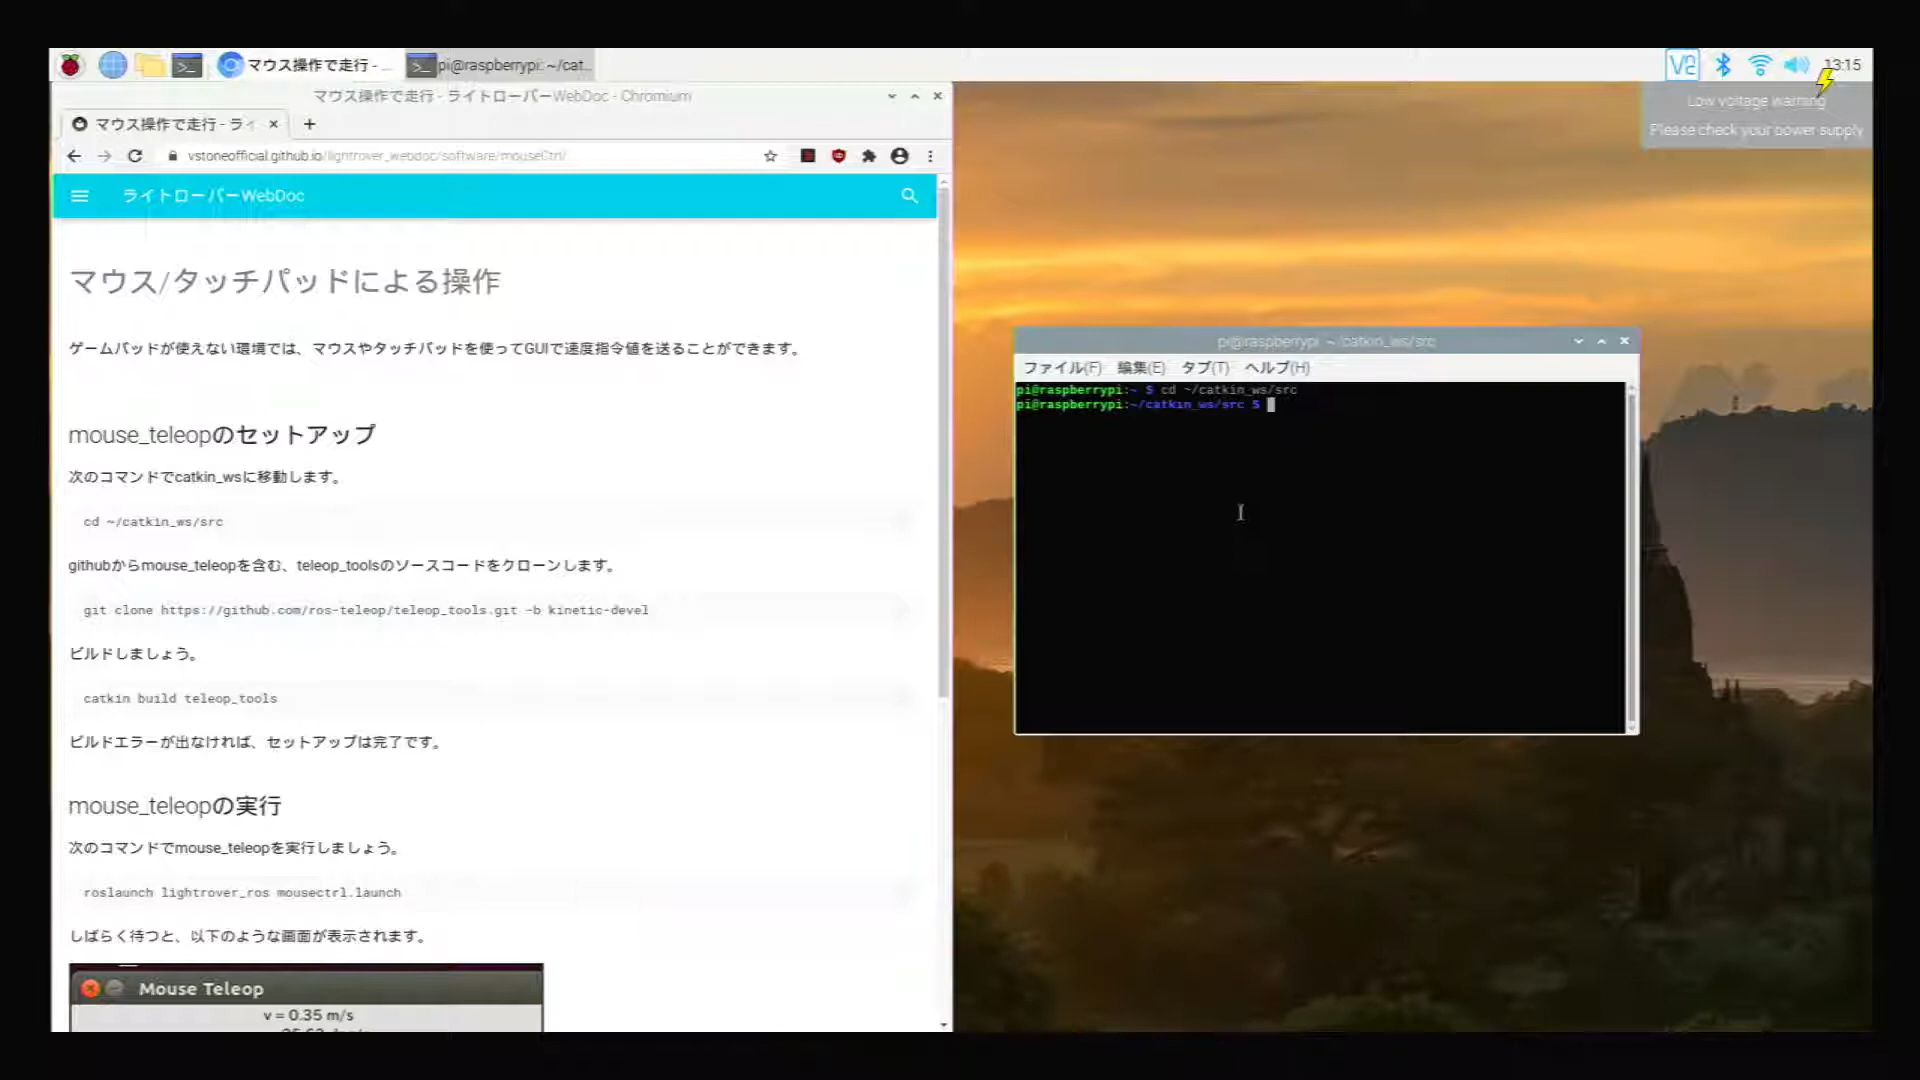 マウス操作で走行 - ...
pi@raspberrypi: ~/cat...
13:15
マウス操作で走行 - ライトローバーWebDoc - Chromium
Low voltage warning
Please check your power supply
マウス操作で走行 - ライ
vstoneofficial.github.io/lightrover_webdoc/software/mouseCtrl/
ライトローバーWebDoc
マウス/タッチパッドによる操作
ゲームパッドが使えない環境では、マウスやタッチパッドを使ってGUIで速度指令値を送ることができます。
mouse_teleopのセットアップ
次のコマンドでcatkin_wsに移動します。
cd ~/catkin_ws/src
githubからmouse_teleopを含む、teleop_toolsのソースコードをクローンします。
git clone https://github.com/ros-teleop/teleop_tools.git -b kinetic-devel
ビルドしましょう。
catkin build teleop_tools
ビルドエラーが出なければ、セットアップは完了です。
mouse_teleopの実行
次のコマンドでmouse_teleopを実行しましょう。
roslaunch lightrover_ros mousectrl.launch
しばらく待つと、以下のような画面が表示されます。
Mouse Teleop
v = 0.35 m/s
pi@raspberrypi: ~/catkin_ws/src
ファイル(F) 編集(E) タブ(T) ヘルプ(H)
pi@raspberrypi:~ $ cd ~/catkin_ws/src
pi@raspberrypi:~/catkin_ws/src $